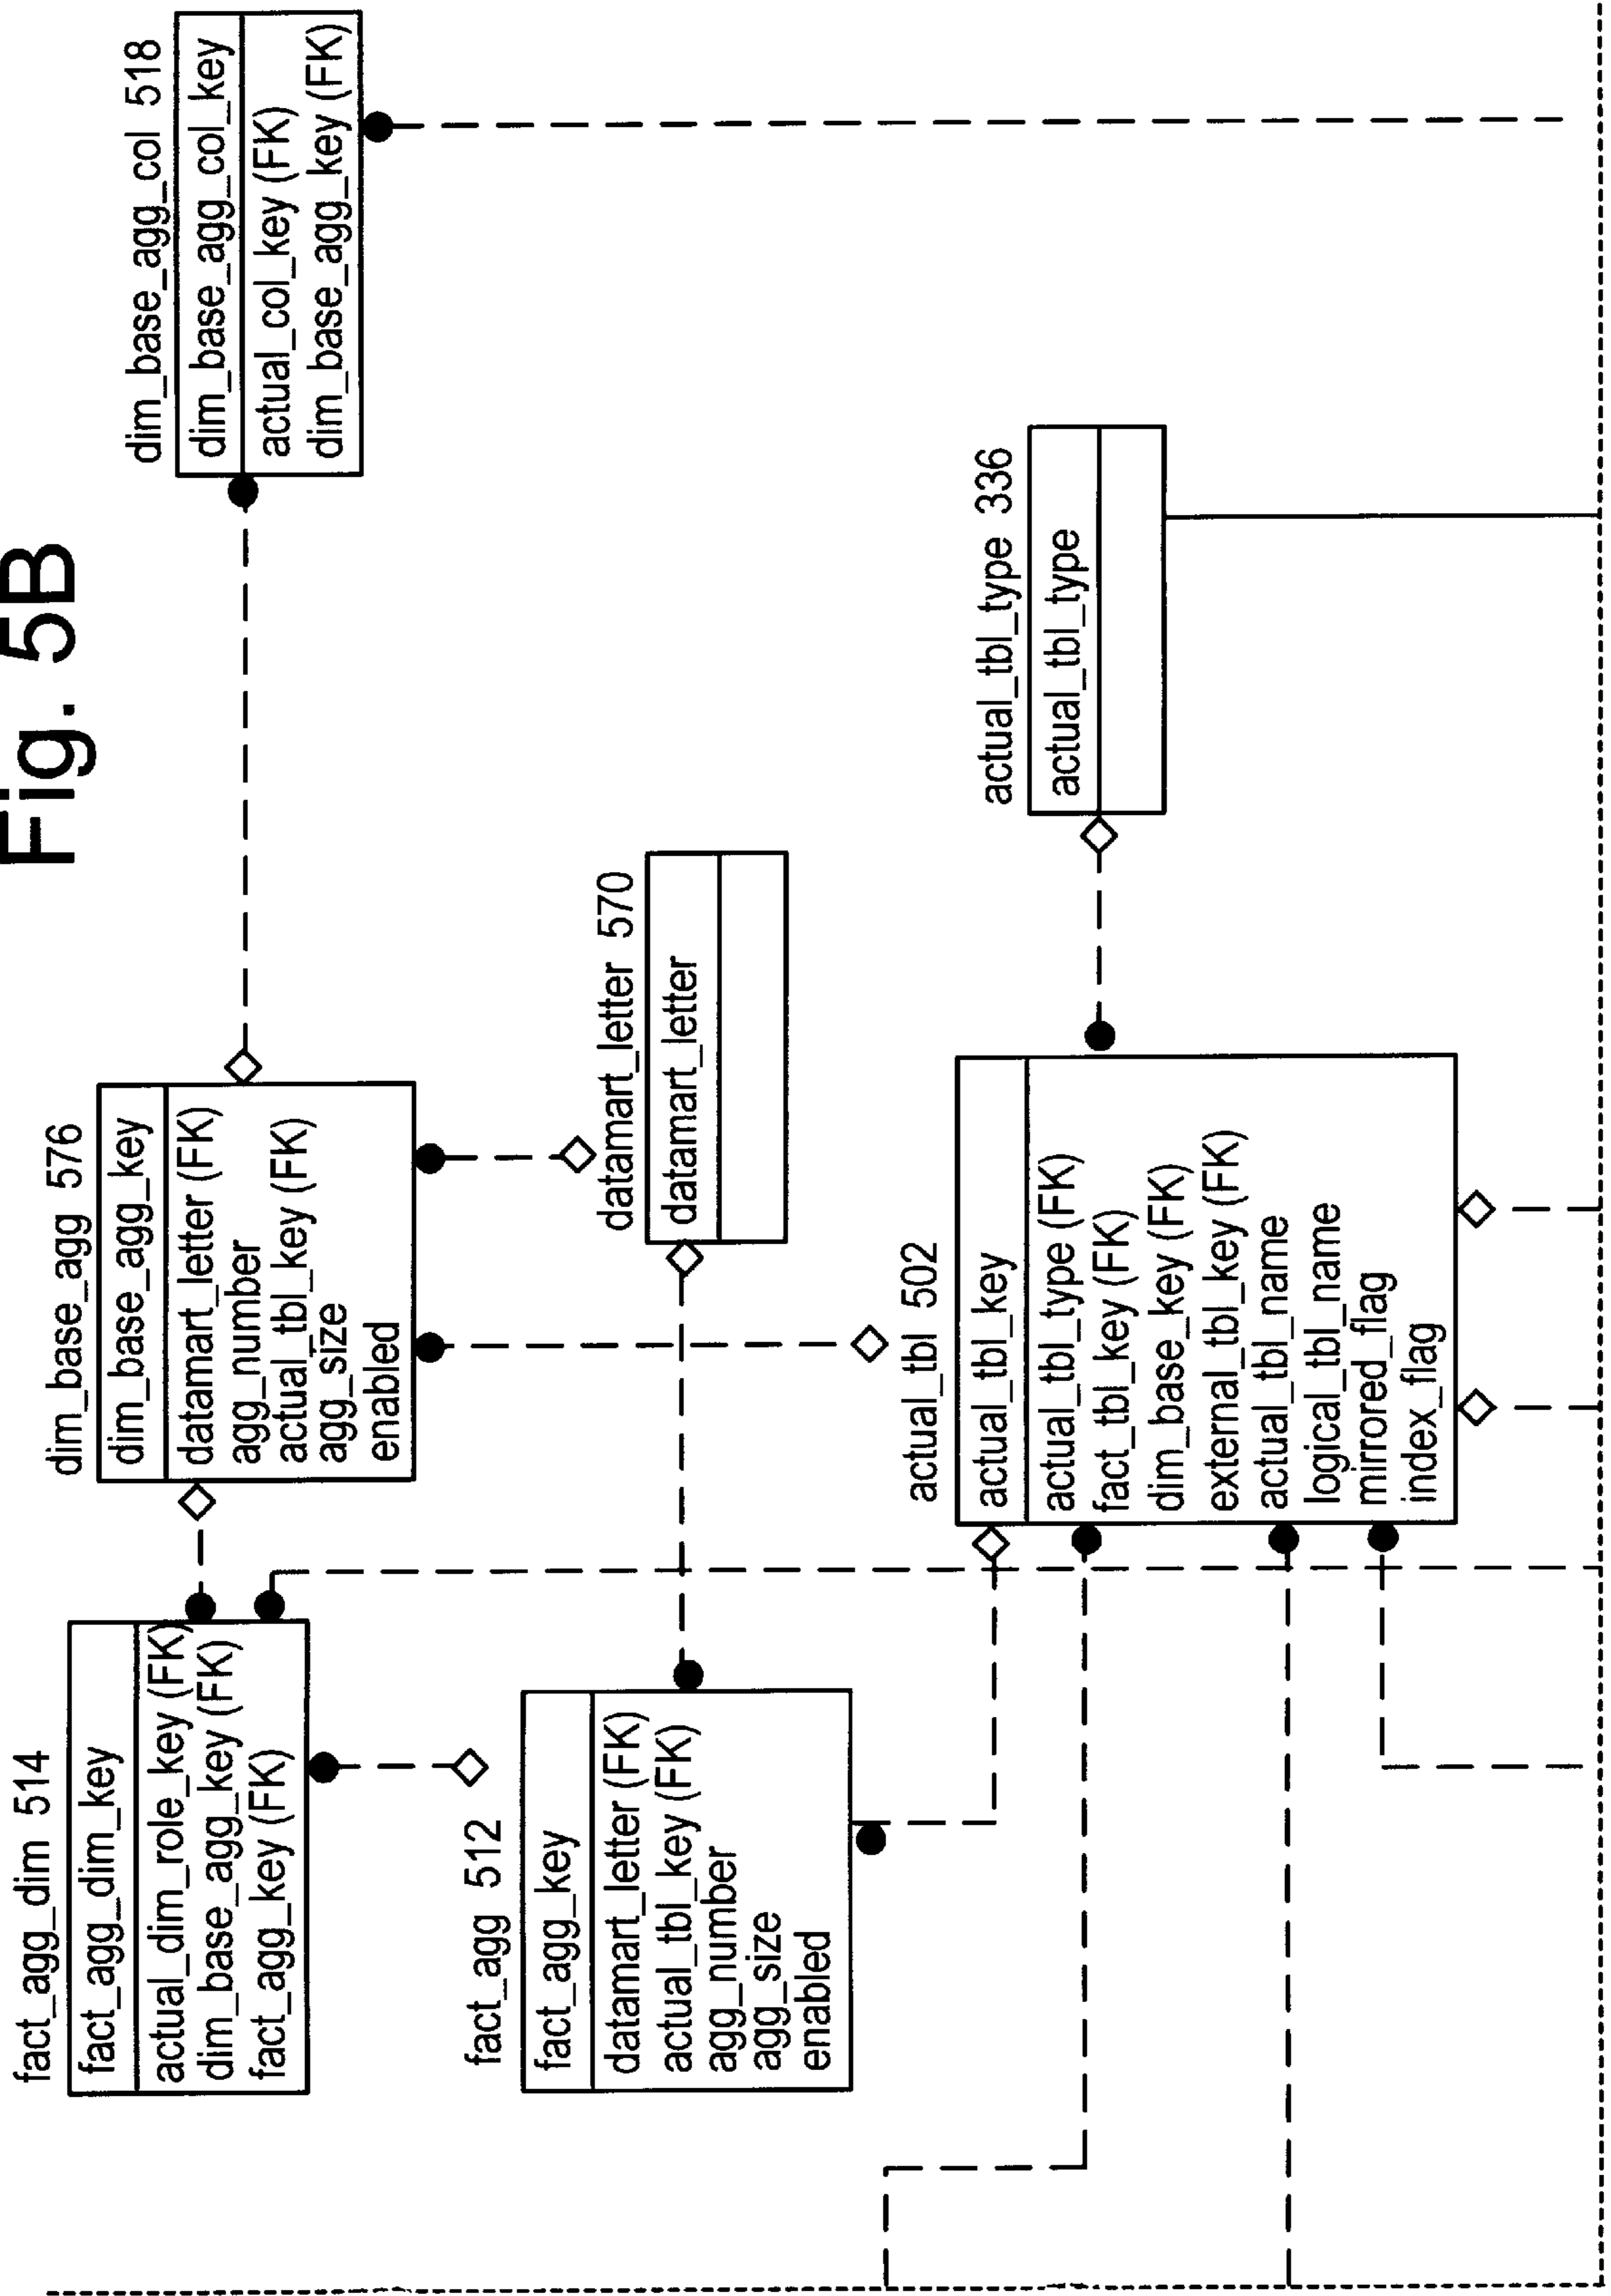 Fig. 5B
fact_agg_dim 514
fact_agg_dim_key
actual_dim_role_key (FK)
dim_base_agg_key (FK)
fact_agg_key (FK)
dim_base_agg 576
dim_base_agg_key
datamart_letter (FK)
agg_number
actual_tbl_key (FK)
agg_size
enabled
dim_base_agg_col 518
dim_base_agg_col_key
actual_col_key (FK)
dim_base_agg_key (FK)
fact_agg 512
fact_agg_key
datamart_letter (FK)
actual_tbl_key (FK)
agg_number
agg_size
enabled
datamart_letter 570
datamart_letter
actual_tbl 502
actual_tbl_key
actual_tbl_type (FK)
fact_tbl_key (FK)
dim_base_key (FK)
external_tbl_key (FK)
actual_tbl_name
logical_tbl_name
mirrored_flag
index_flag
actual_tbl_type 336
actual_tbl_type